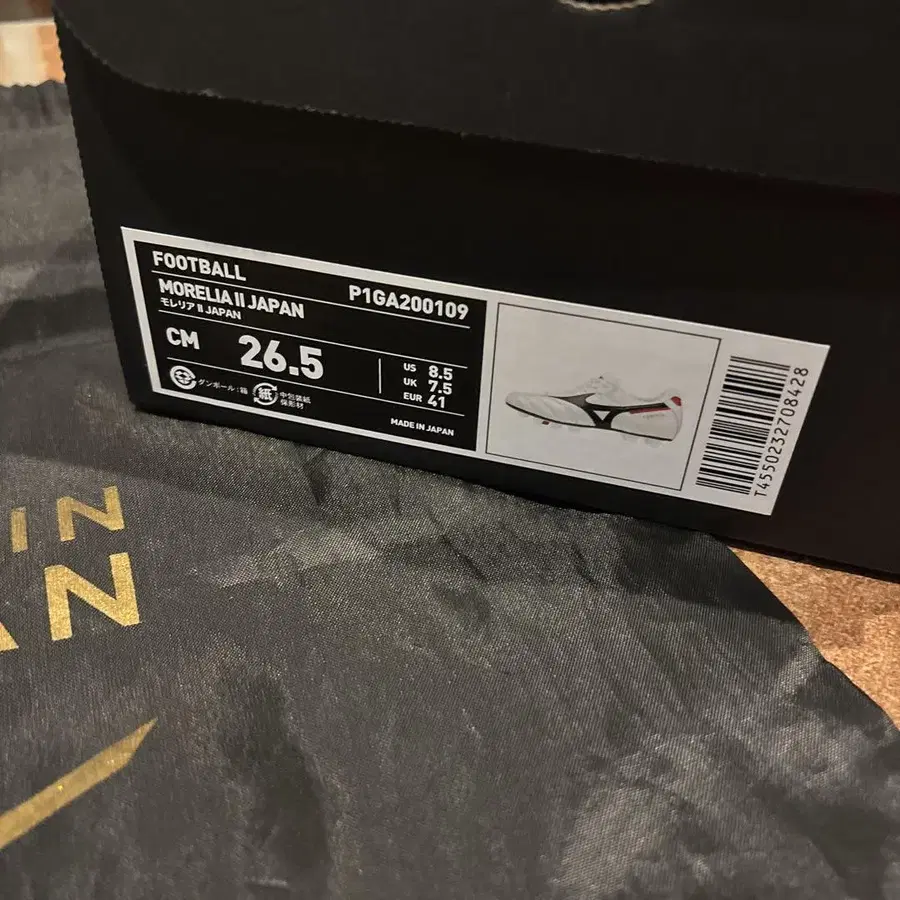 FOOTBALL
MORELIA II JAPAN P1GA200109
モレリア II JAPAN
CM 26.5
US 8.5
UK 7.5
EUR 41
ダンボール：箱
紙
中包装紙
保形材
MADE IN JAPAN
T4550232708428
IN
AN